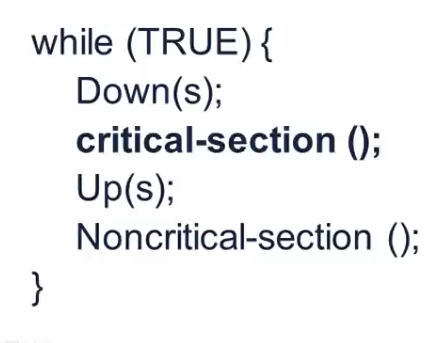 while (TRUE) {
Down(s);
critical-section ();
Up(s);
Noncritical-section ();
}